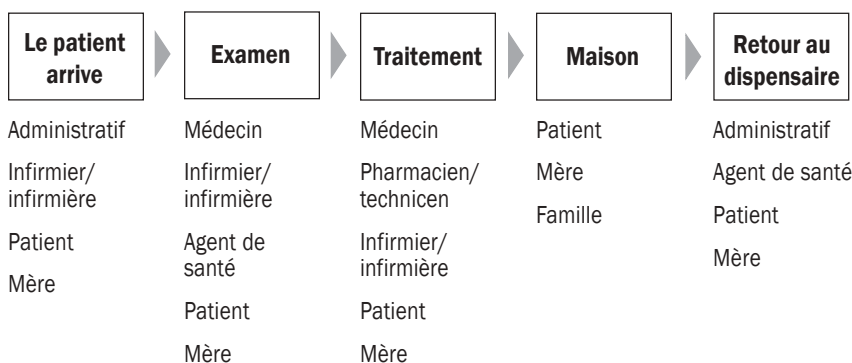 Le patient
arrive
Examen
Traitement
Maison
Retour au
dispensaire
Administratif
Infirmier/
infirmière
Patient
Mère
Médecin
Infirmier/
infirmière
Agent de
santé
Patient
Mère
Médecin
Pharmacien/
technicen
Infirmier/
infirmière
Patient
Mère
Patient
Mère
Famille
Administratif
Agent de santé
Patient
Mère